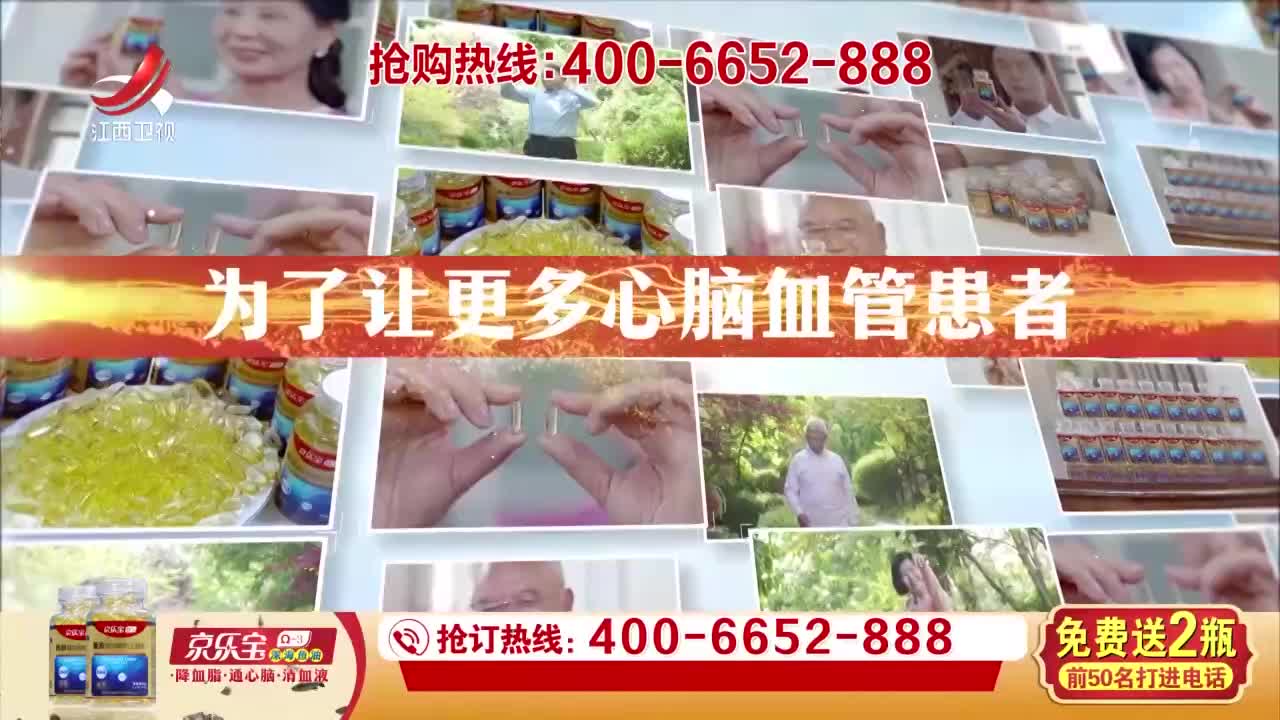 抢购热线:400-6652-888
江西卫视
为了让更多心脑血管患者
京乐宝
Ω-3
深海鱼油
·降血脂·通心脑·清血液
抢订热线: 400-6652-888
免费送2瓶
前50名打进电话